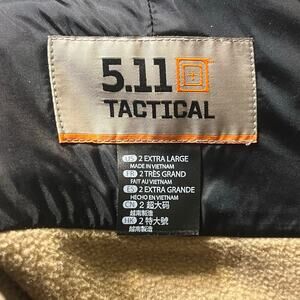 5.11
TACTICAL
US 2 EXTRA LARGE
MADE IN VIETNAM
FR 2 TRÈS GRAND
FAIT AU VIETNAM
ES 2 EXTRA GRANDE
HECHO EN VIETNAM
CN 2 超大码
越南製造
HK 2 特大號
越南製造